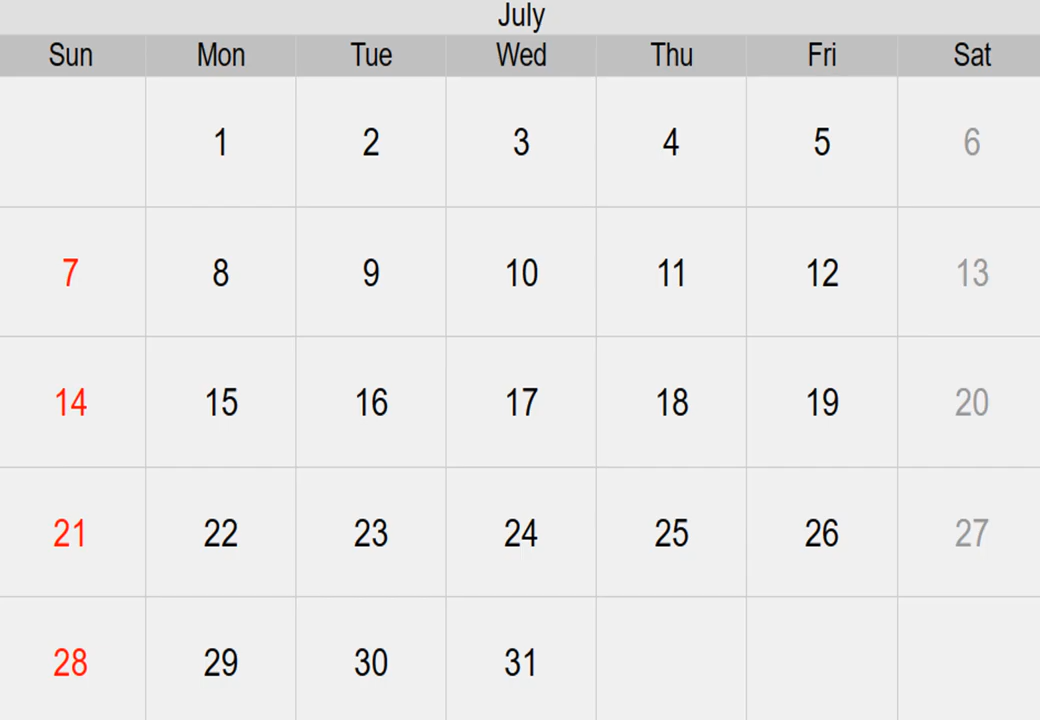 July
Sun Mon Tue Wed Thu Fri Sat
1 2 3 4 5 6
7 8 9 10 11 12 13
14 15 16 17 18 19 20
21 22 23 24 25 26 27
28 29 30 31